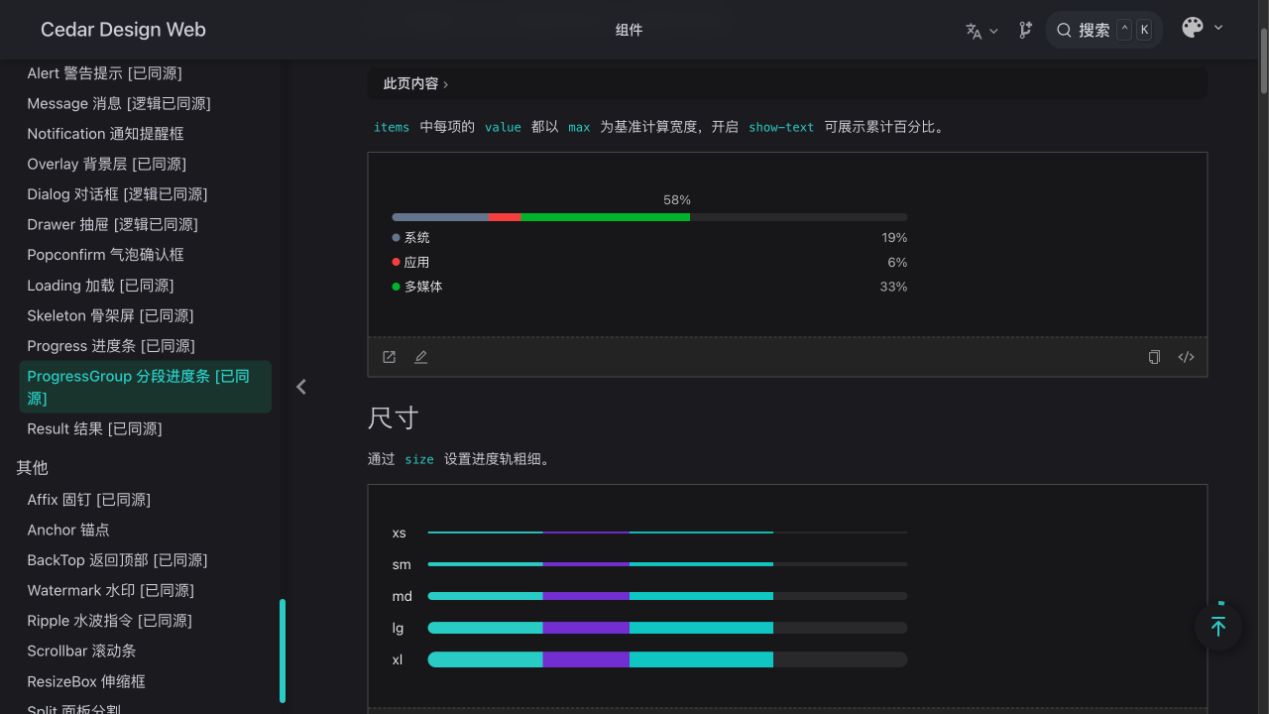 Cedar Design Web
组件
搜索 ^ K
Alert 警告提示 [已同源]
Message 消息 [逻辑已同源]
Notification 通知提醒框
Overlay 背景层 [已同源]
Dialog 对话框 [逻辑已同源]
Drawer 抽屉 [逻辑已同源]
Popconfirm 气泡确认框
Loading 加载 [已同源]
Skeleton 骨架屏 [已同源]
Progress 进度条 [已同源]
ProgressGroup 分段进度条 [已同
源]
Result 结果 [已同源]
其他
Affix 固钉 [已同源]
Anchor 锚点
BackTop 返回顶部 [已同源]
Watermark 水印 [已同源]
Ripple 水波指令 [已同源]
Scrollbar 滚动条
ResizeBox 伸缩框
Split 面板分割
此页内容 ›
items 中每项的 value 都以 max 为基准计算宽度，开启 show-text 可展示累计百分比。
58%
系统 19%
应用 6%
多媒体 33%
尺寸
通过 size 设置进度轨粗细。
xs
sm
md
lg
xl